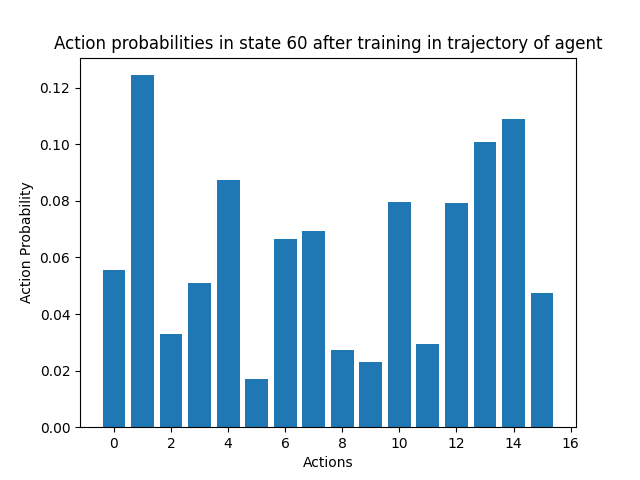 Action probabilities in state 60 after training in trajectory of agent
0.12
0.10
0.08
0.06
0.04
0.02
0.00
Action Probability
0 2 4 6 8 10 12 14 16
Actions